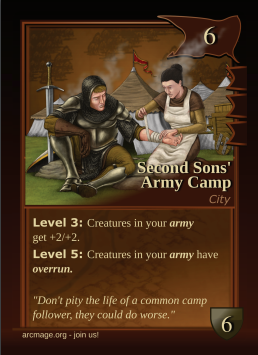 6
Second Sons'
Army Camp
City
Level 3: Creatures in your army
get +2/+2.
Level 5: Creatures in your army have
overrun.
"Don't pity the life of a common camp
follower, they could do worse."
6
arcmage.org - join us!